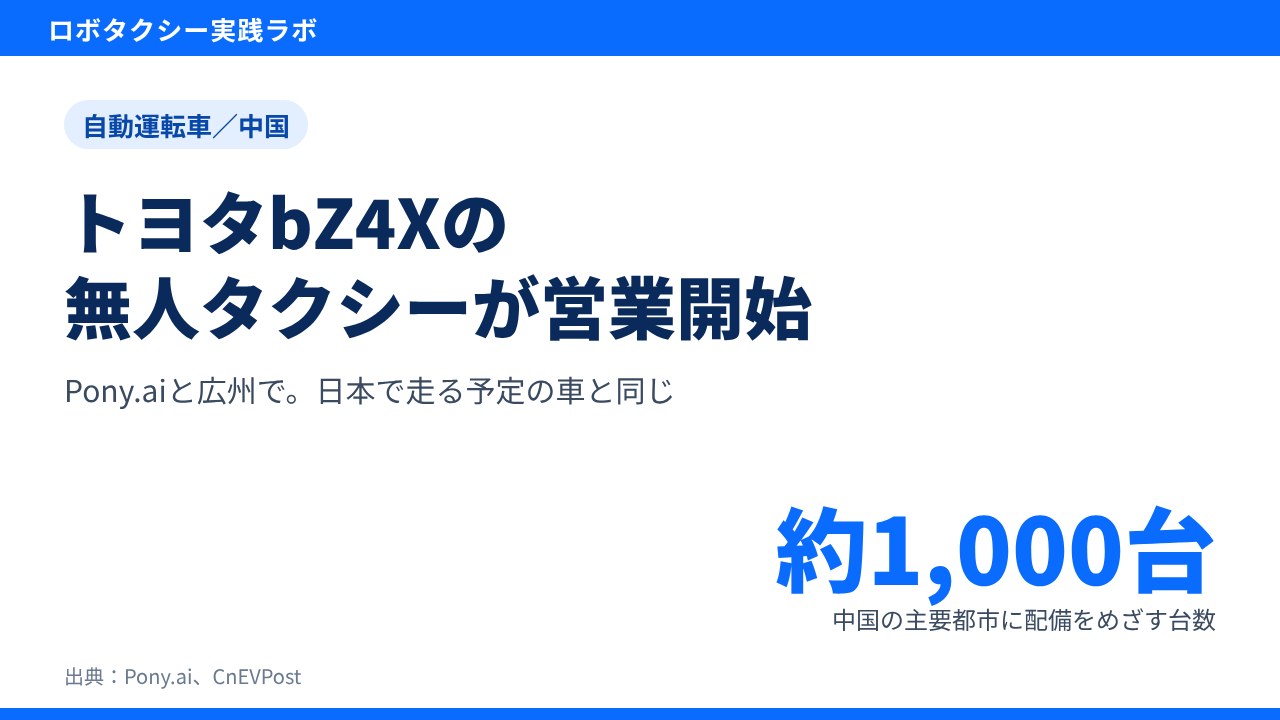 ロボタクシー実践ラボ
自動運転車／中国
トヨタbZ4Xの
無人タクシーが営業開始
Pony.aiと広州で。日本で走る予定の車と同じ
約1,000台
中国の主要都市に配備をめざす台数
出典：Pony.ai、CnEVPost